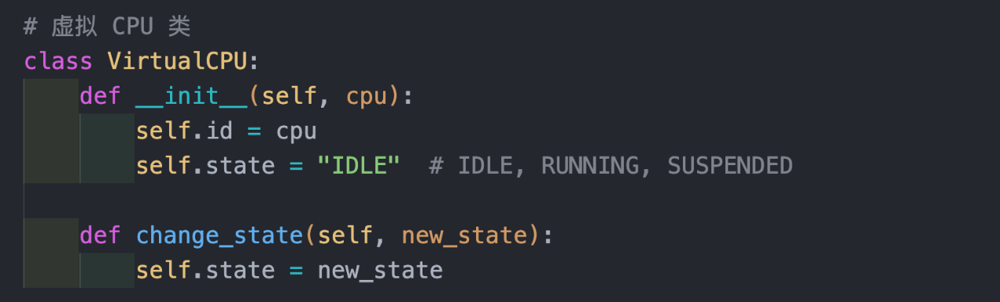 # 虚拟 CPU 类
class VirtualCPU:
    def __init__(self, cpu):
        self.id = cpu
        self.state = "IDLE"  # IDLE, RUNNING, SUSPENDED

    def change_state(self, new_state):
        self.state = new_state